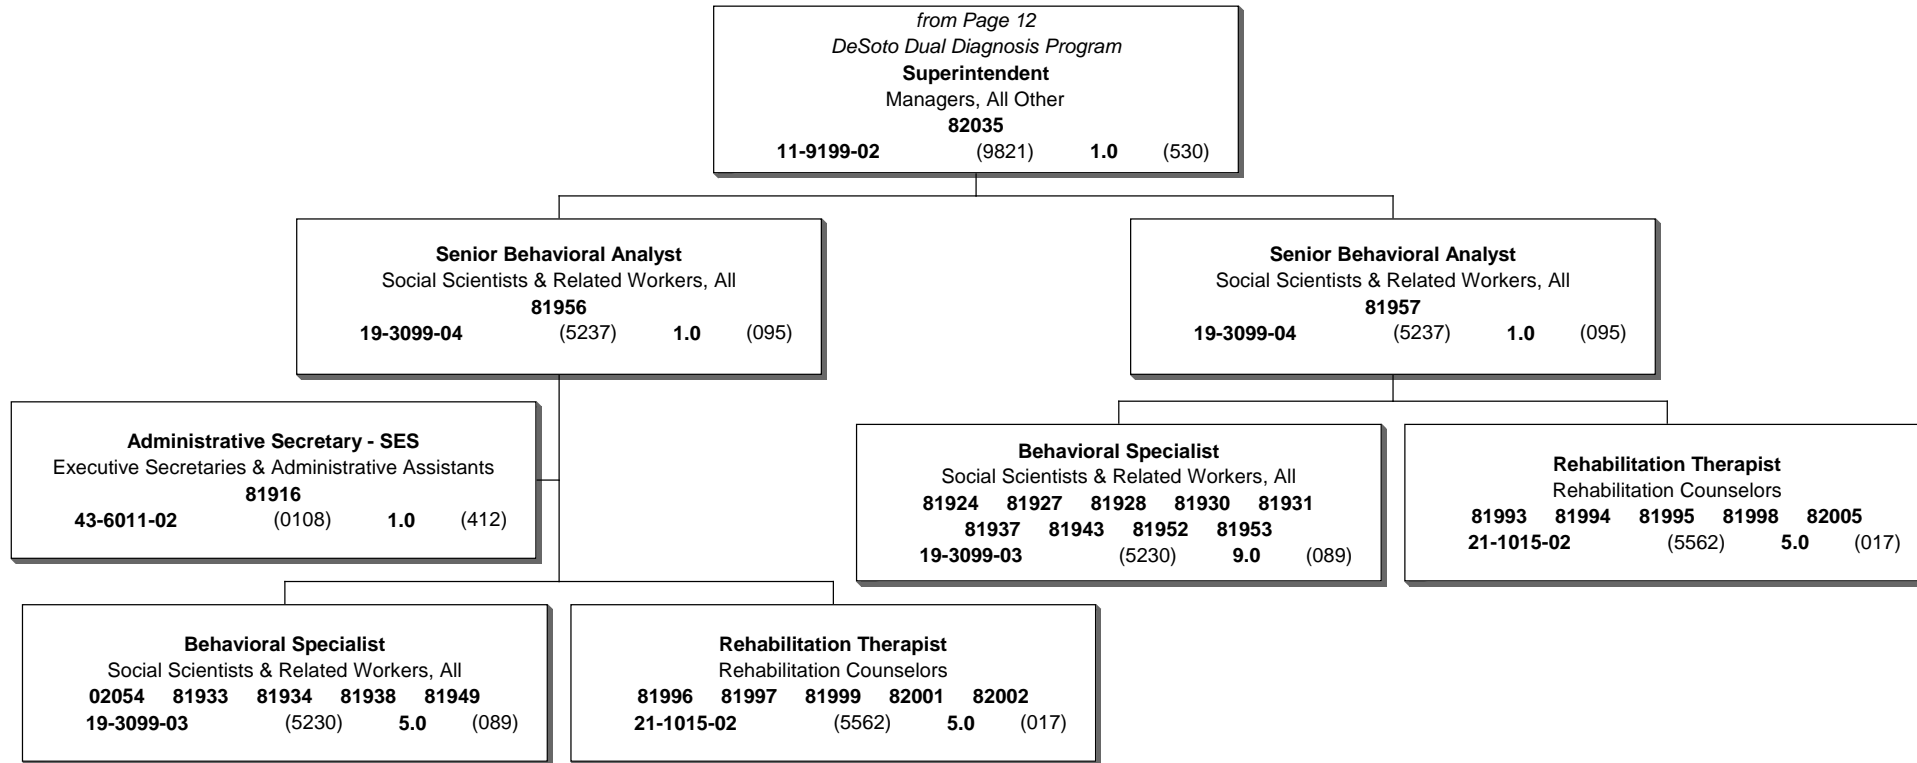 from Page 12
DeSoto Dual Diagnosis Program
Superintendent
Managers, All Other
82035
11-9199-02 (9821) 1.0 (530)
Senior Behavioral Analyst
Social Scientists & Related Workers, All
81956
19-3099-04 (5237) 1.0 (095)
Senior Behavioral Analyst
Social Scientists & Related Workers, All
81957
19-3099-04 (5237) 1.0 (095)
Administrative Secretary - SES
Executive Secretaries & Administrative Assistants
81916
43-6011-02 (0108) 1.0 (412)
Behavioral Specialist
Social Scientists & Related Workers, All
81924 81927 81928 81930 81931
81937 81943 81952 81953
19-3099-03 (5230) 9.0 (089)
Rehabilitation Therapist
Rehabilitation Counselors
81993 81994 81995 81998 82005
21-1015-02 (5562) 5.0 (017)
Behavioral Specialist
Social Scientists & Related Workers, All
02054 81933 81934 81938 81949
19-3099-03 (5230) 5.0 (089)
Rehabilitation Therapist
Rehabilitation Counselors
81996 81997 81999 82001 82002
21-1015-02 (5562) 5.0 (017)